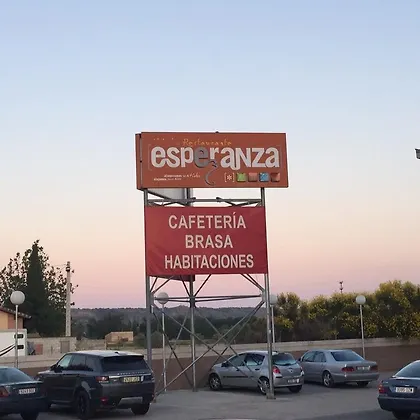 Restaurante
esperanza
CAFETERÍA
BRASA
HABITACIONES